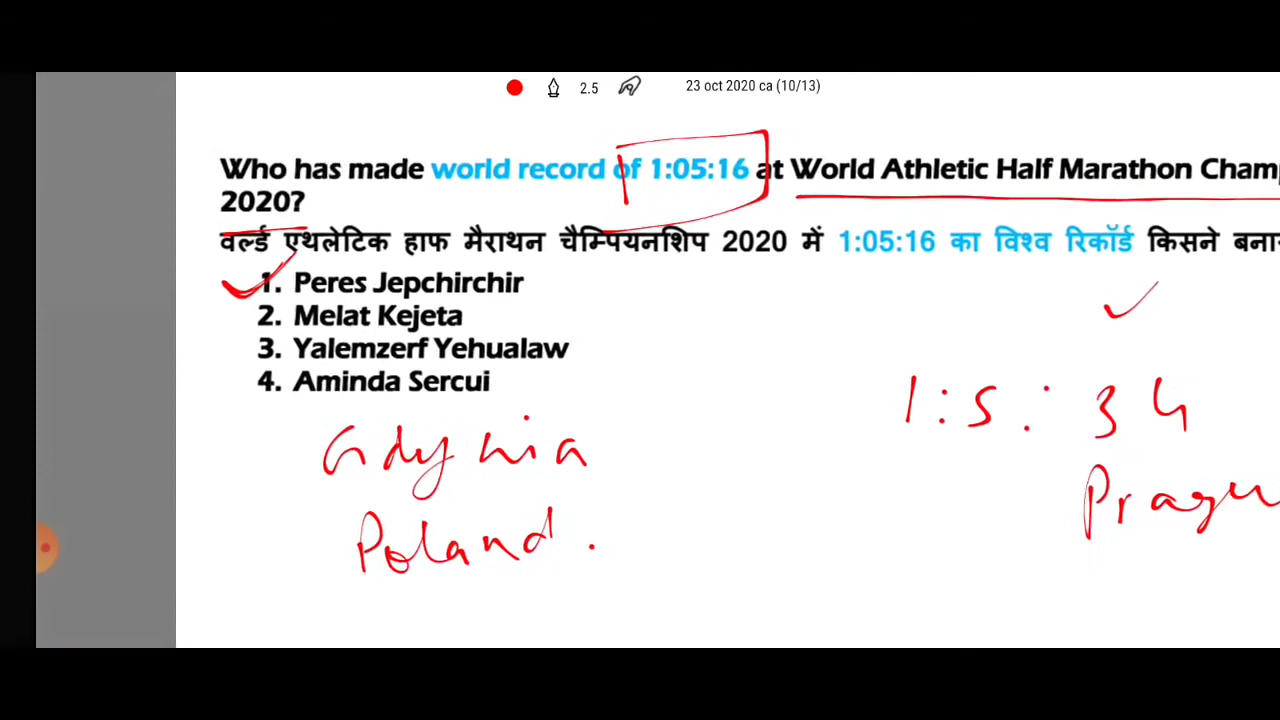 2.5 23 oct 2020 ca (10/13)
Who has made world record of 1:05:16 at World Athletic Half Marathon Cham
2020?
वर्ल्ड एथलेटिक हाफ मैराथन चैम्पियनशिप 2020 में 1:05:16 का विश्व रिकॉर्ड किसने बना
1. Peres Jepchirchir
2. Melat Kejeta
3. Yalemzerf Yehualaw
4. Aminda Sercui
1:5:34
Gdynia
Pragu
Poland.